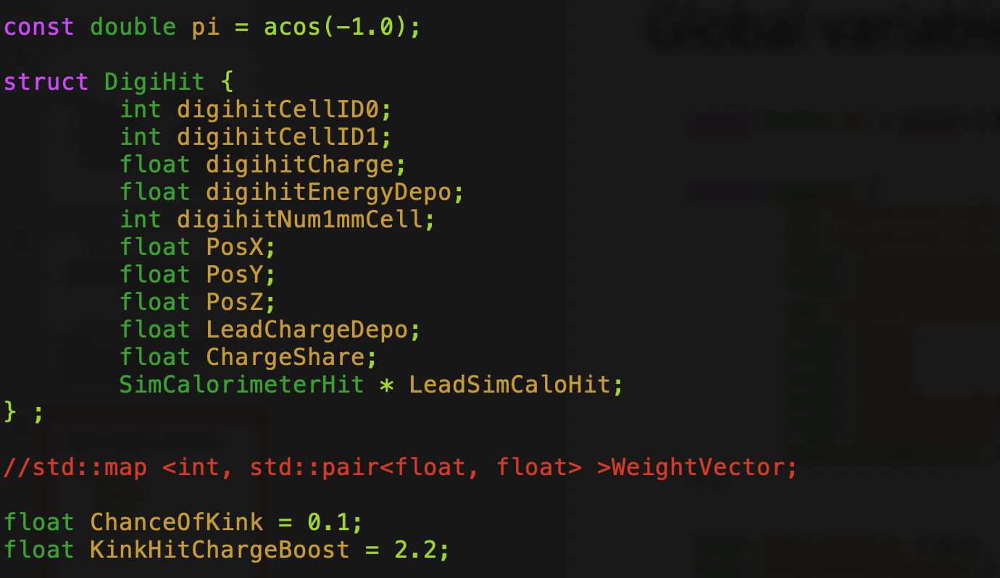 const double pi = acos(-1.0);
struct DigiHit {
int digihitCellID0;
int digihitCellID1;
float digihitCharge;
float digihitEnergyDepo;
int digihitNum1mmCell;
float PosX;
float PosY;
float PosZ;
float LeadChargeDepo;
float ChargeShare;
SimCalorimeterHit * LeadSimCaloHit;
} ;
//std::map <int, std::pair<float, float> >WeightVector;
float ChanceOfKink = 0.1;
float KinkHitChargeBoost = 2.2;
Global variable